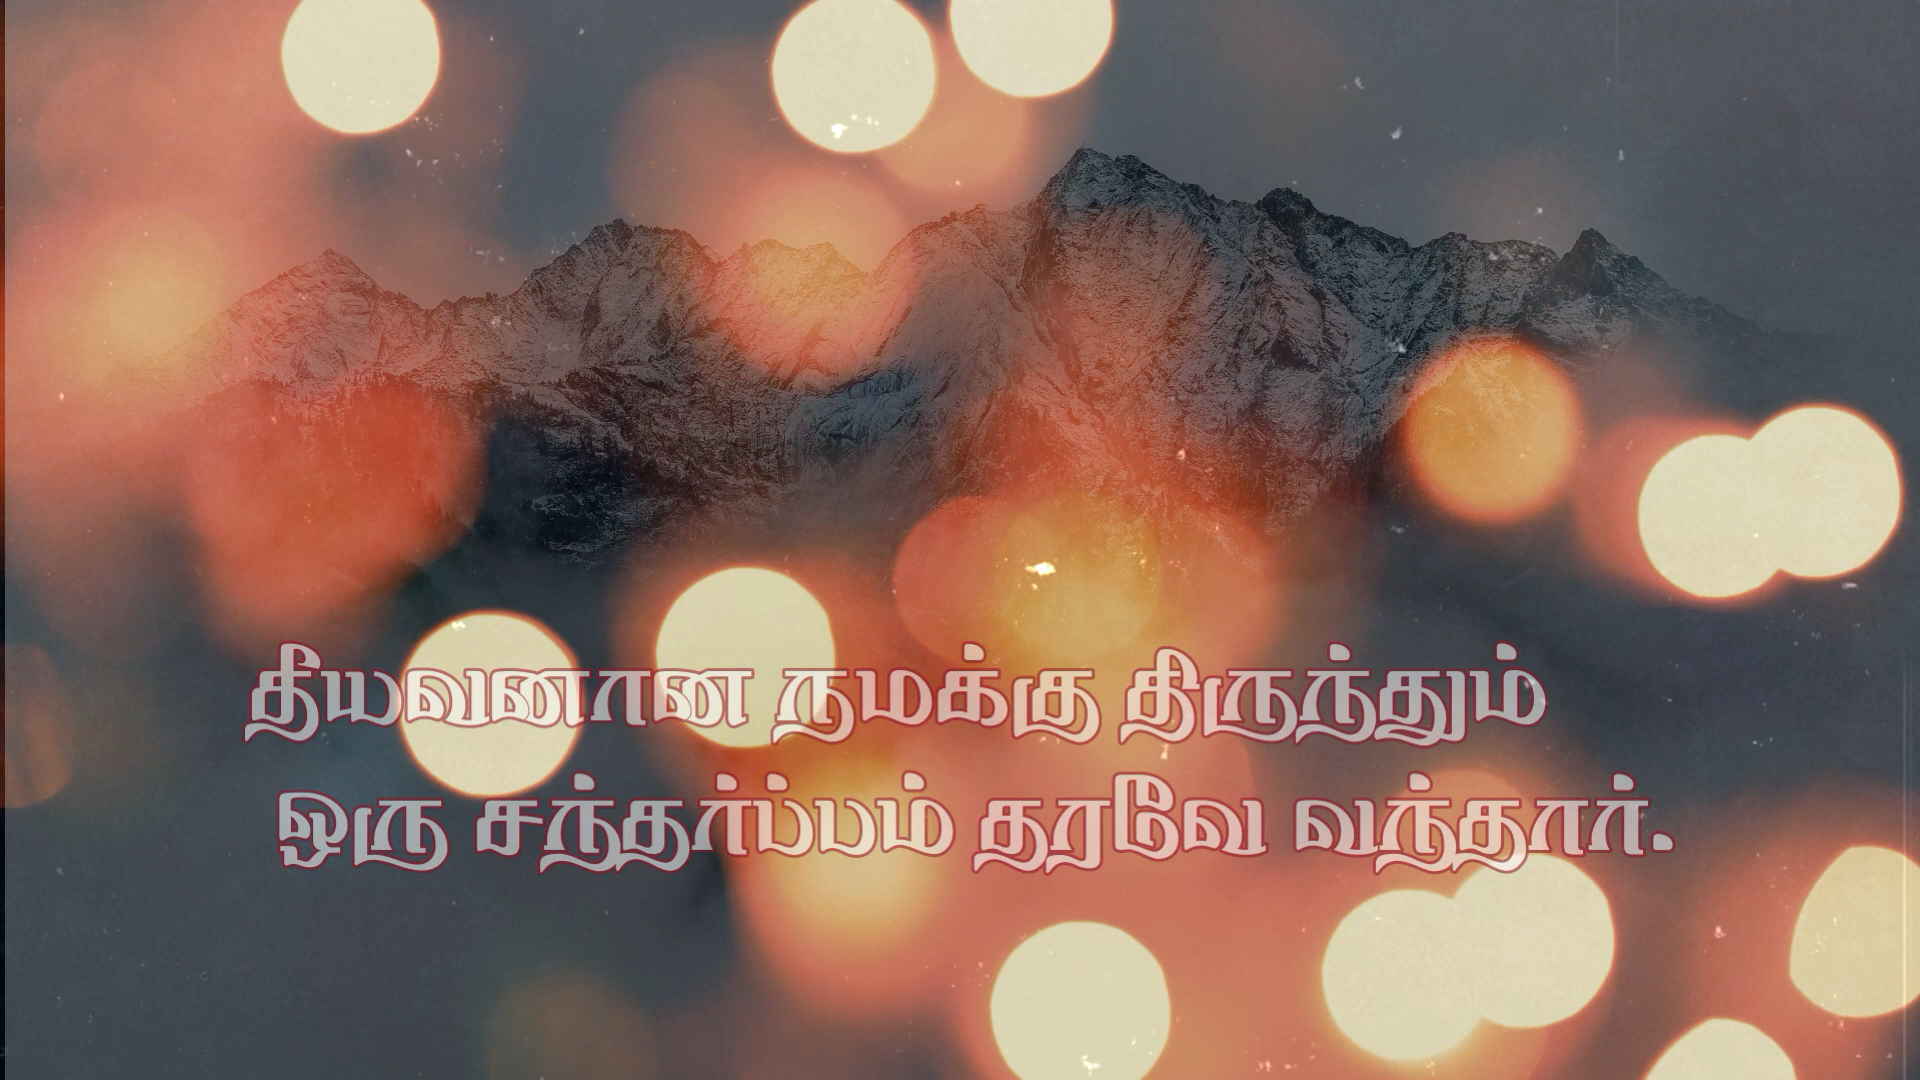 தீயவனான நமக்கு திருந்தும்
ஒரு சந்தர்ப்பம் தரவே வந்தார்.